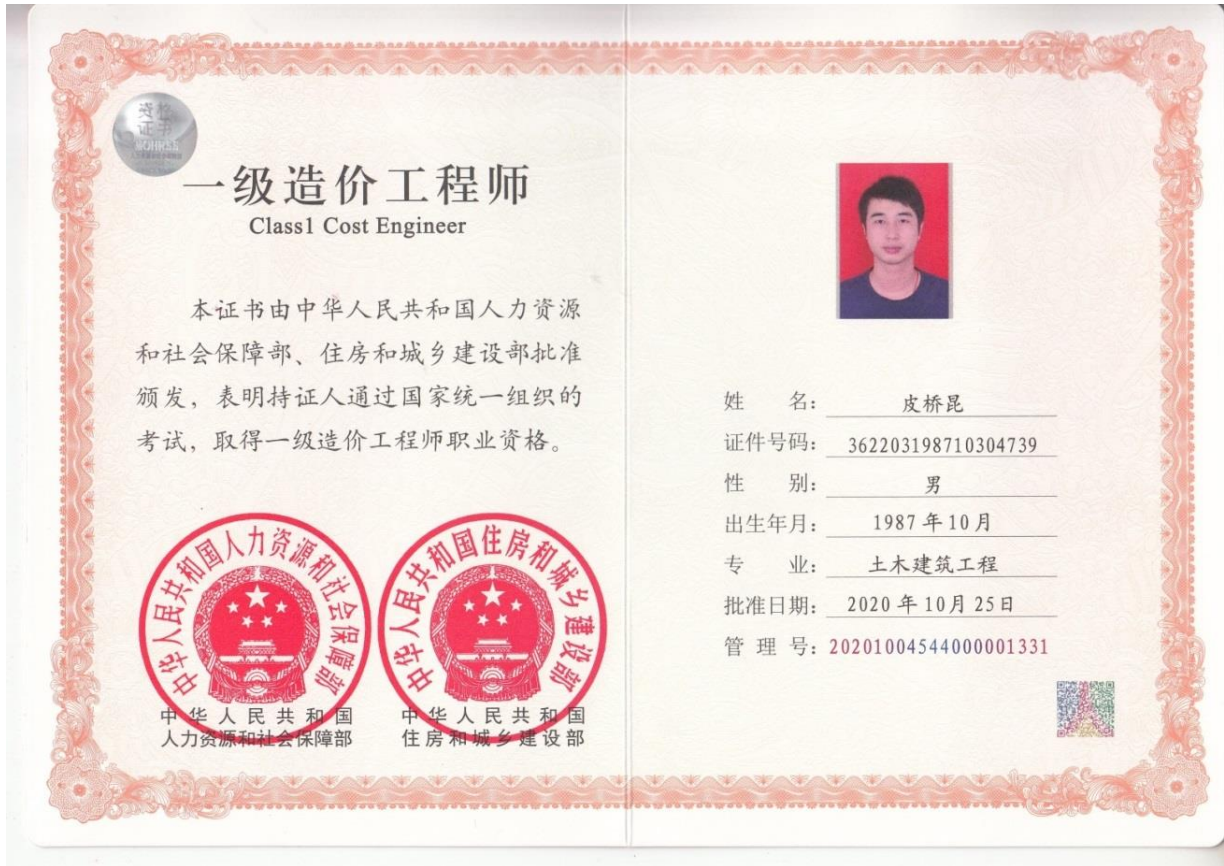 资格
证书
一级造价工程师
Class1 Cost Engineer
本证书由中华人民共和国人力资源
和社会保障部、住房和城乡建设部批准
颁发，表明持证人通过国家统一组织的
考试，取得一级造价工程师职业资格。
中华人民共和国人力资源和社会保障部
中华人民共和国住房和城乡建设部
中华人民共和国
人力资源和社会保障部
中华人民共和国
住房和城乡建设部
姓 名： 皮桥昆
证件号码： 362203198710304739
性 别： 男
出生年月： 1987年10月
专 业： 土木建筑工程
批准日期： 2020年10月25日
管 理 号：20201004544000001331